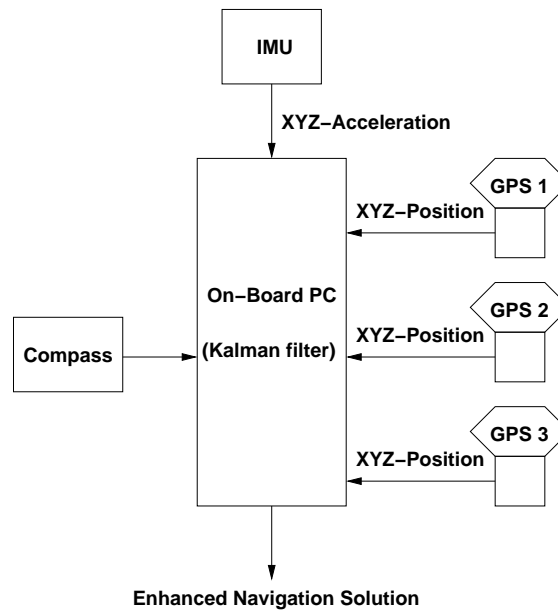 IMU
XYZ–Acceleration
GPS 1
XYZ–Position
On–Board PC
(Kalman filter)
GPS 2
XYZ–Position
Compass
GPS 3
XYZ–Position
Enhanced Navigation Solution